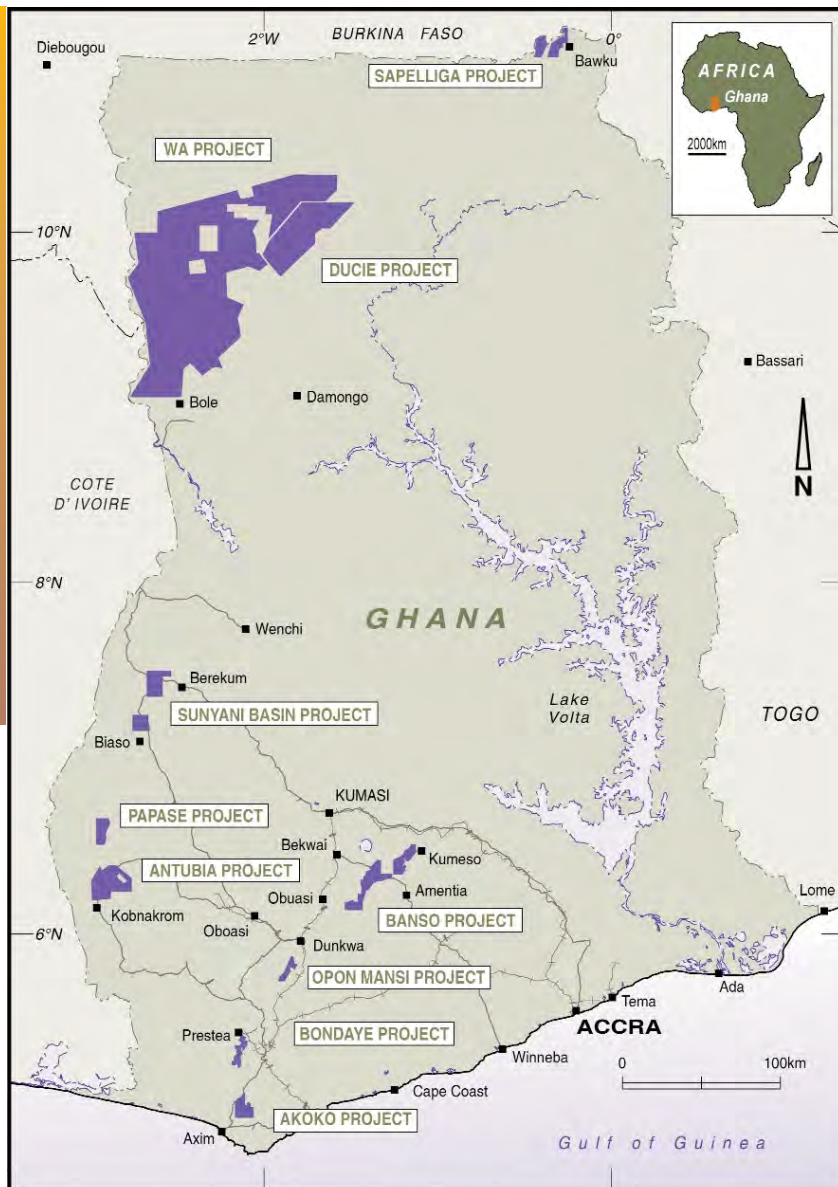 2°W
BURKINA FASO
0°
Diebougou
Bawku
SAPELLIGA PROJECT
AFRICA
Ghana
2000km
WA PROJECT
10°N
DUCIE PROJECT
Bassari
Bole
Damongo
N
COTE
D' IVOIRE
8°N
GHANA
Wenchi
Berekum
Lake
Volta
SUNYANI BASIN PROJECT
TOGO
Biaso
KUMASI
PAPASE PROJECT
Bekwai
Kumeso
ANTUBIA PROJECT
Obuasi
Amentia
Lome
Kobnakrom
Oboasi
BANSO PROJECT
6°N
Dunkwa
OPON MANSI PROJECT
Ada
Tema
Prestea
BONDAYE PROJECT
ACCRA
Winneba
0
100km
Cape Coast
AKOKO PROJECT
Axim
Gulf of Guinea